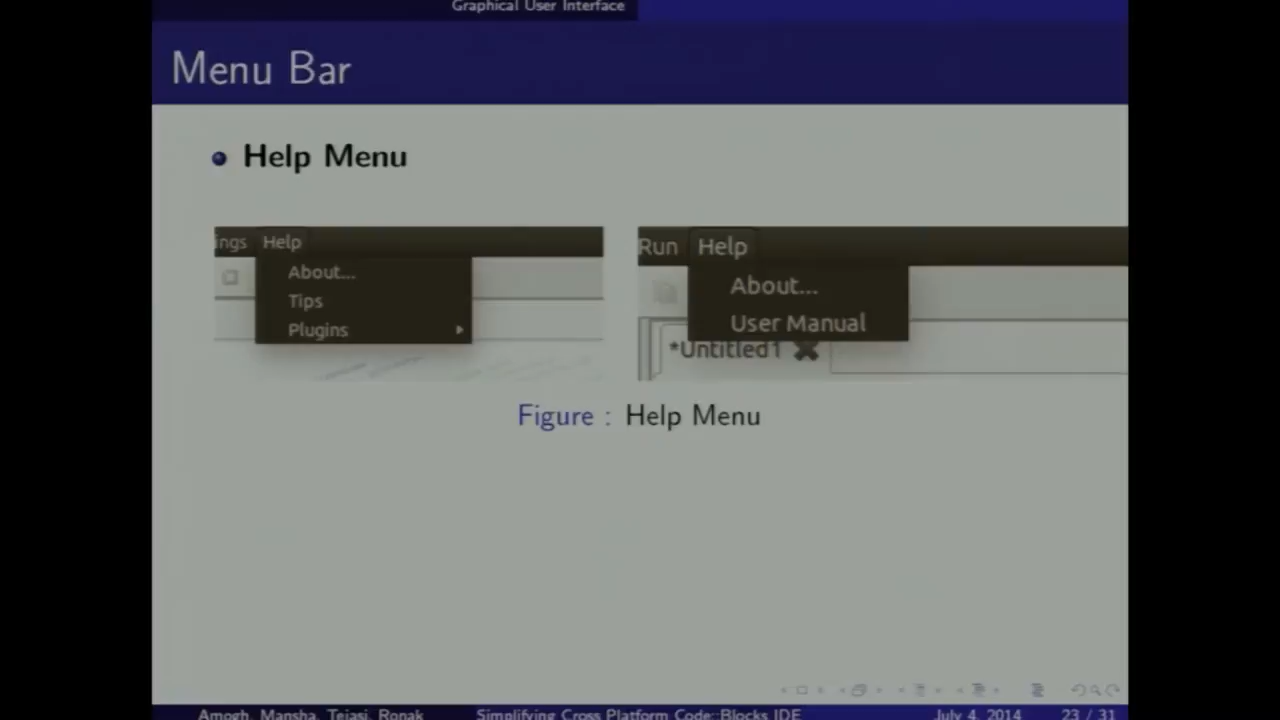 Graphical User Interface
Menu Bar
Help Menu
ings Help
About...
Tips
Plugins
Run Help
About...
User Manual
*Untitled1
Figure : Help Menu
Amogh, Mansha, Tejasi, Ronak Simplifying Cross Platform Code::Blocks IDE July 4, 2014 23 / 31